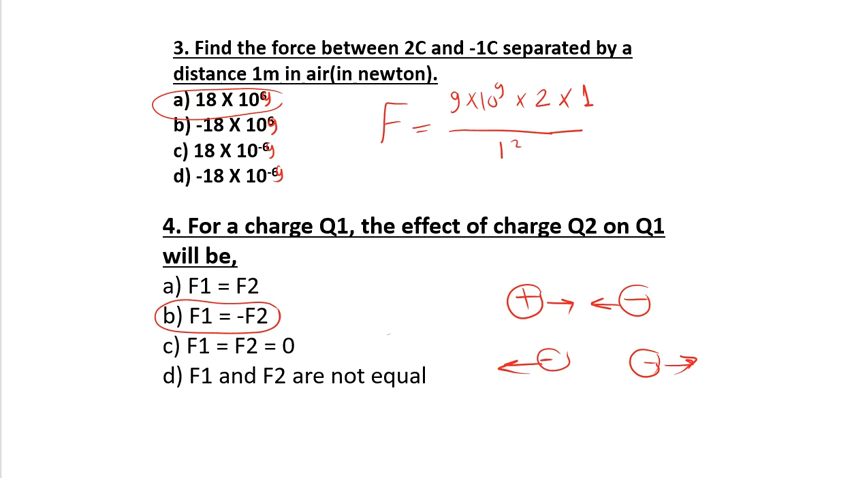 3. Find the force between 2C and -1C separated by a
distance 1m in air(in newton).
a) 18 X 10⁹
b) -18 X 10⁹
c) 18 X 10⁻⁹
d) -18 X 10⁻⁹
F = 9×10⁹ × 2 × 1 / 1²
4. For a charge Q1, the effect of charge Q2 on Q1
will be,
a) F1 = F2
b) F1 = -F2
c) F1 = F2 = 0
d) F1 and F2 are not equal
+ → ← −
← − − →